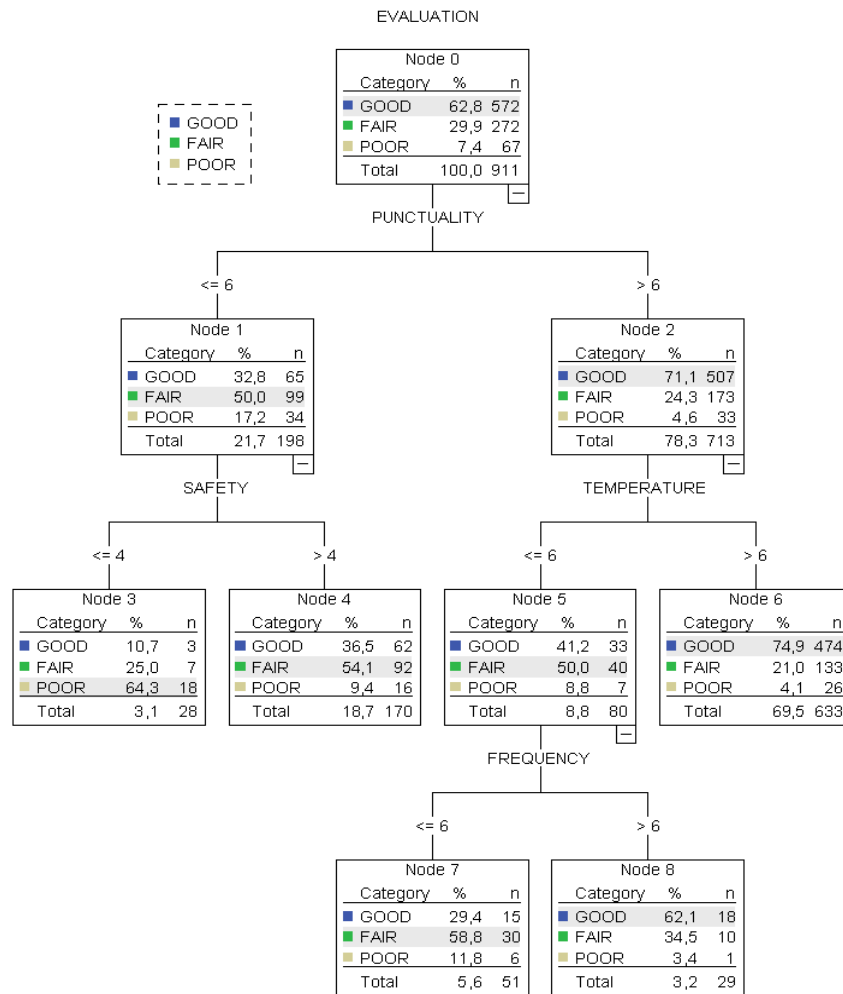 EVALUATION
Node 0
Category % n
GOOD 62,8 572
FAIR 29,9 272
POOR 7,4 67
Total 100,0 911
GOOD
FAIR
POOR
PUNCTUALITY
<= 6
> 6
Node 1
Category % n
GOOD 32,8 65
FAIR 50,0 99
POOR 17,2 34
Total 21,7 198
Node 2
Category % n
GOOD 71,1 507
FAIR 24,3 173
POOR 4,6 33
Total 78,3 713
SAFETY
TEMPERATURE
<= 4
> 4
<= 6
> 6
Node 3
Category % n
GOOD 10,7 3
FAIR 25,0 7
POOR 64,3 18
Total 3,1 28
Node 4
Category % n
GOOD 36,5 62
FAIR 54,1 92
POOR 9,4 16
Total 18,7 170
Node 5
Category % n
GOOD 41,2 33
FAIR 50,0 40
POOR 8,8 7
Total 8,8 80
Node 6
Category % n
GOOD 74,9 474
FAIR 21,0 133
POOR 4,1 26
Total 69,5 633
FREQUENCY
<= 6
> 6
Node 7
Category % n
GOOD 29,4 15
FAIR 58,8 30
POOR 11,8 6
Total 5,6 51
Node 8
Category % n
GOOD 62,1 18
FAIR 34,5 10
POOR 3,4 1
Total 3,2 29